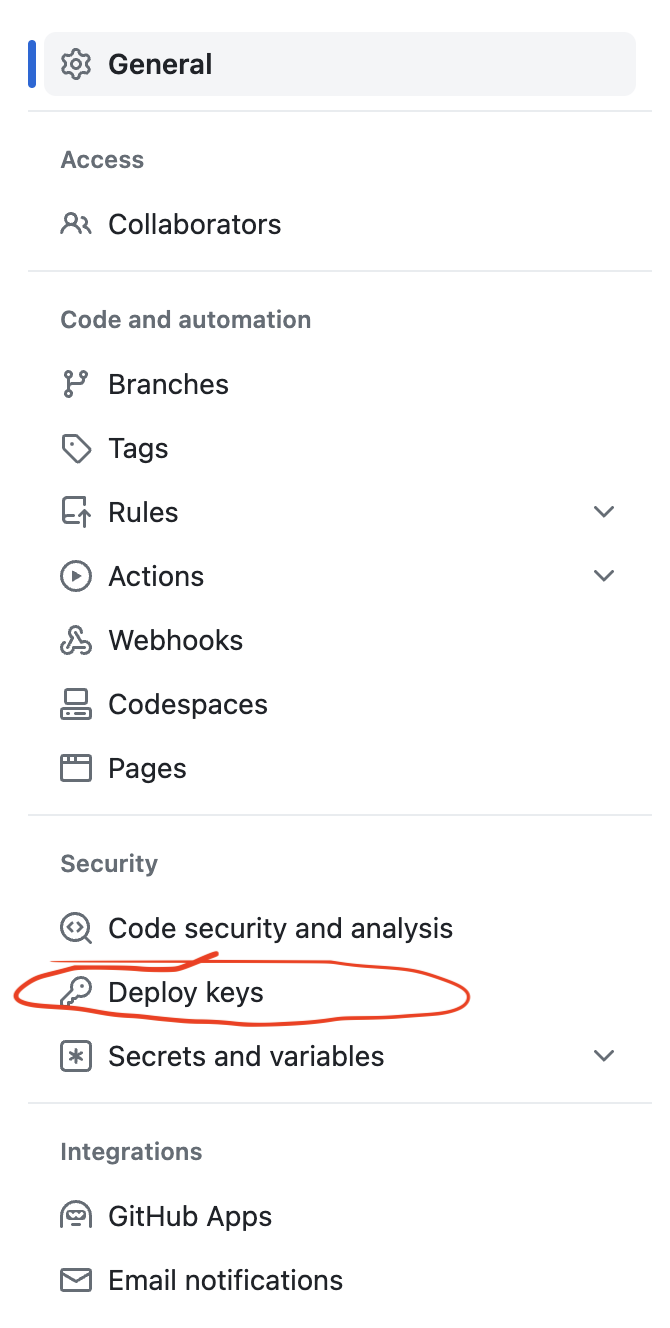 General
Access
Collaborators
Code and automation
Branches
Tags
Rules
Actions
Webhooks
Codespaces
Pages
Security
Code security and analysis
Deploy keys
Secrets and variables
Integrations
GitHub Apps
Email notifications